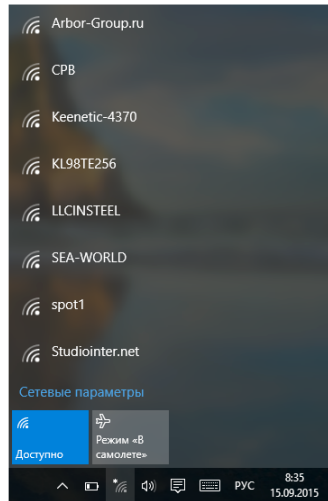 Arbor-Group.ru
CPB
Keenetic-4370
KL98TE256
LLCINSTEEL
SEA-WORLD
spot1
Studiointer.net
Сетевые параметры
Доступно
Режим «В
самолете»
РУС
8:35
15.09.2015